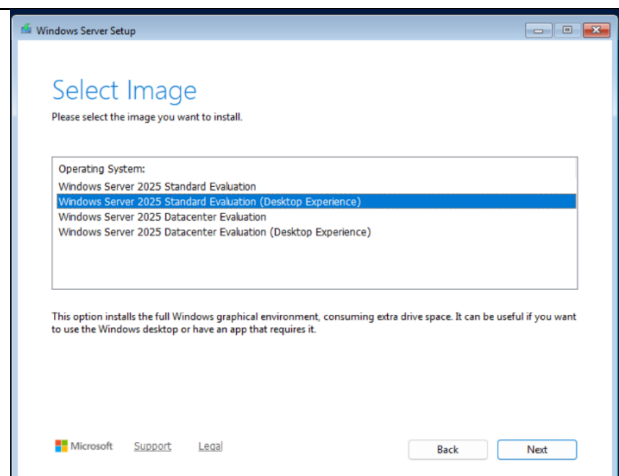 Windows Server Setup
Select Image
Please select the image you want to install.
Operating System:
Windows Server 2025 Standard Evaluation
Windows Server 2025 Standard Evaluation (Desktop Experience)
Windows Server 2025 Datacenter Evaluation
Windows Server 2025 Datacenter Evaluation (Desktop Experience)
This option installs the full Windows graphical environment, consuming extra drive space. It can be useful if you want
to use the Windows desktop or have an app that requires it.
Microsoft Support Legal Back Next